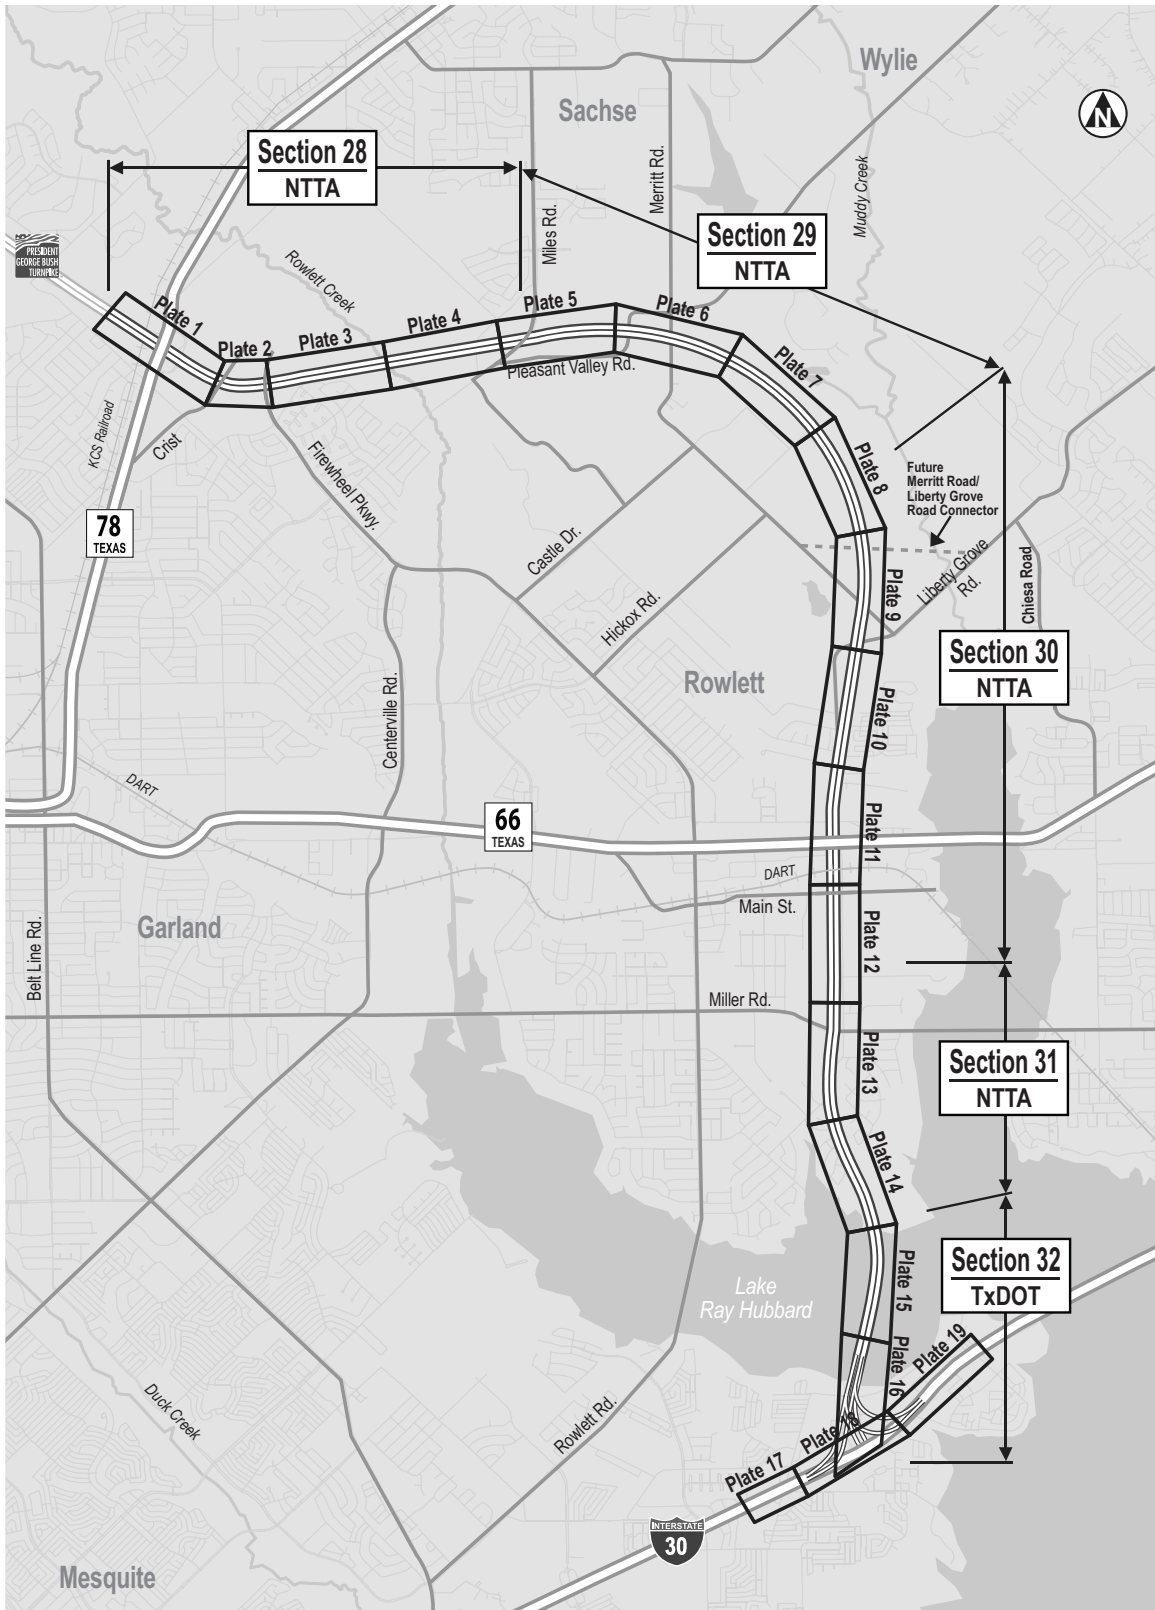 Wylie
Sachse
N
Section 28
NTTA
Merritt Rd.
Muddy Creek
Miles Rd.
Section 29
NTTA
PRESIDENT
GEORGE BUSH
TURNPIKE
Rowlett Creek
Plate 1
Plate 2
Plate 3
Plate 4
Plate 5
Plate 6
Plate 7
Pleasant Valley Rd.
KCS Railroad
Crist
Firewheel Pkwy.
Plate 8
Future
Merritt Road/
Liberty Grove
Road Connector
78
TEXAS
Castle Dr.
Hickox Rd.
Plate 9
Liberty Grove
Rd.
Chiesa Road
Section 30
NTTA
Rowlett
Centerville Rd.
Plate 10
DART
66
TEXAS
Plate 11
DART
Main St.
Garland
Belt Line Rd.
Plate 12
Miller Rd.
Plate 13
Section 31
NTTA
Plate 14
Section 32
TxDOT
Plate 15
Lake
Ray Hubbard
Plate 16
Plate 19
Duck Creek
Rowlett Rd.
Plate 18
Plate 17
INTERSTATE
30
Mesquite